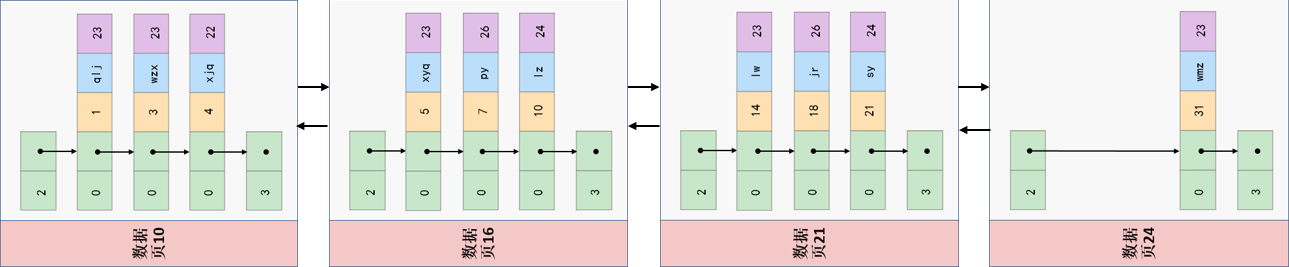 23 23 22
qlj wzx xjq
1 3 4
2 0 0 0 3
数据
页10
23 26 24
xyq py lz
5 7 10
2 0 0 0 3
数据
页16
23 26 24
lw jr sy
14 18 21
2 0 0 0 3
数据
页21
23
wmz
31
2 0 3
数据
页24